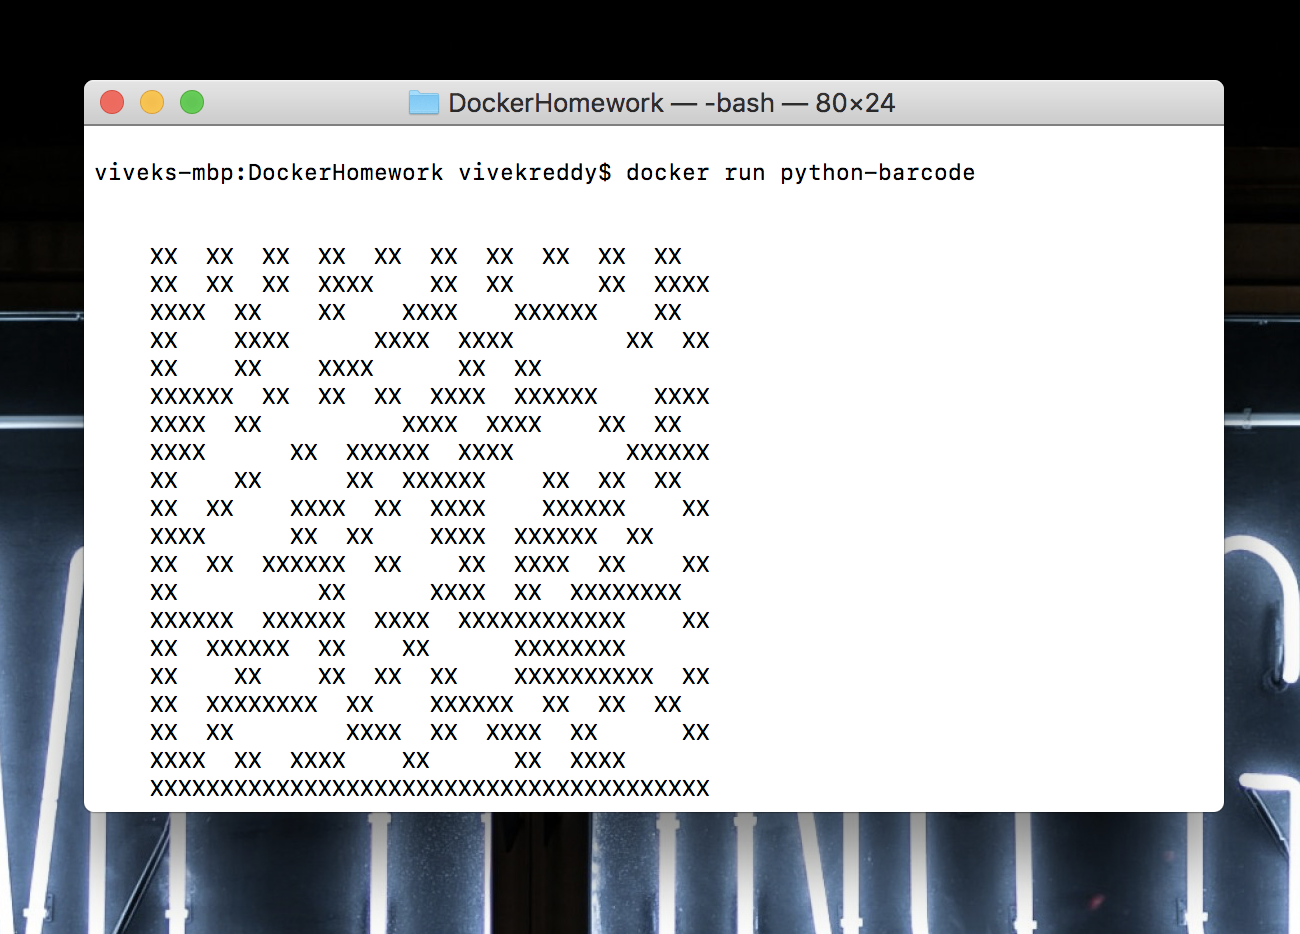 DockerHomework — -bash — 80×24
viveks-mbp:DockerHomework vivekreddy$ docker run python-barcode
XX  XX  XX  XX  XX  XX  XX  XX  XX  XX
XX  XX  XX  XXXX    XX  XX      XX  XXXX
XXXX  XX    XX    XXXX    XXXXXX    XX
XX    XXXX      XXXX  XXXX        XX  XX
XX    XX    XXXX      XX  XX
XXXXXX  XX  XX  XX  XXXX  XXXXXX    XXXX
XXXX  XX          XXXX  XXXX    XX  XX
XXXX      XX  XXXXXX  XXXX        XXXXXX
XX    XX      XX  XXXXXX    XX  XX  XX
XX  XX    XXXX  XX  XXXX    XXXXXX    XX
XXXX      XX  XX    XXXX  XXXXXX  XX
XX  XX  XXXXXX  XX    XX  XXXX  XX    XX
XX          XX      XXXX  XX  XXXXXXXX
XXXXXX  XXXXXX  XXXX  XXXXXXXXXXXX    XX
XX  XXXXXX  XX    XX      XXXXXXXX
XX    XX    XX  XX  XX    XXXXXXXXXX  XX
XX  XXXXXXXX  XX    XXXXXX  XX  XX  XX
XX  XX        XXXX  XX  XXXX  XX      XX
XXXX  XX  XXXX    XX      XX  XXXX
XXXXXXXXXXXXXXXXXXXXXXXXXXXXXXXXXXXXXXXX